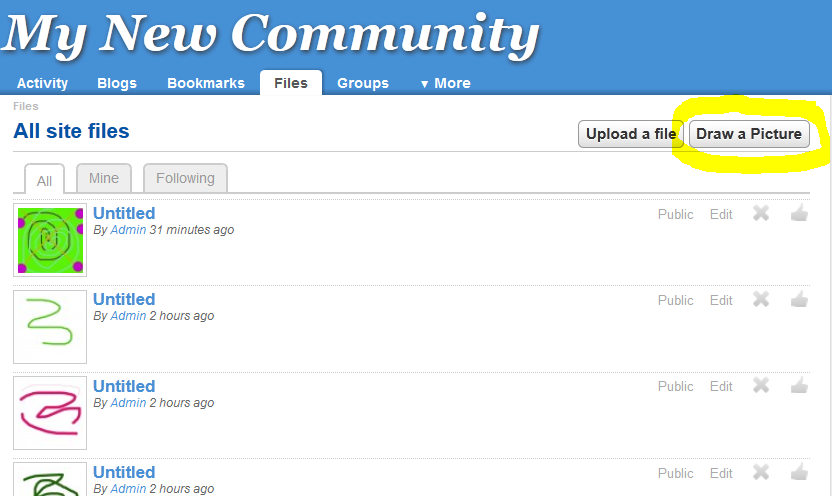 My New Community
Activity Blogs Bookmarks Files Groups ▼ More
Files
All site files Upload a file Draw a Picture
All Mine Following
Untitled Public Edit
By Admin 31 minutes ago
Untitled Public Edit
By Admin 2 hours ago
Untitled Public Edit
By Admin 2 hours ago
Untitled Public Edit
By Admin 2 hours ago